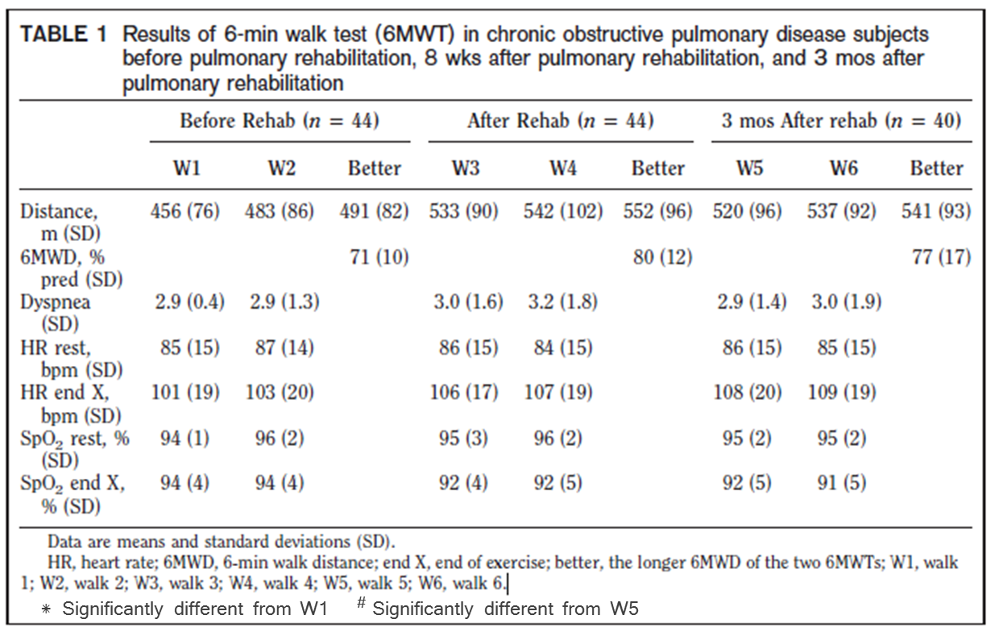 TABLE 1 Results of 6-min walk test (6MWT) in chronic obstructive pulmonary disease subjects
before pulmonary rehabilitation, 8 wks after pulmonary rehabilitation, and 3 mos after
pulmonary rehabilitation
Before Rehab (n = 44) After Rehab (n = 44) 3 mos After rehab (n = 40)
W1 W2 Better W3 W4 Better W5 W6 Better
Distance, 456 (76) 483 (86) 491 (82) 533 (90) 542 (102) 552 (96) 520 (96) 537 (92) 541 (93)
m (SD)
6MWD, % 71 (10) 80 (12) 77 (17)
pred (SD)
Dyspnea 2.9 (0.4) 2.9 (1.3) 3.0 (1.6) 3.2 (1.8) 2.9 (1.4) 3.0 (1.9)
(SD)
HR rest, 85 (15) 87 (14) 86 (15) 84 (15) 86 (15) 85 (15)
bpm (SD)
HR end X, 101 (19) 103 (20) 106 (17) 107 (19) 108 (20) 109 (19)
bpm (SD)
SpO₂ rest, % 94 (1) 96 (2) 95 (3) 96 (2) 95 (2) 95 (2)
(SD)
SpO₂ end X, 94 (4) 94 (4) 92 (4) 92 (5) 92 (5) 91 (5)
% (SD)
Data are means and standard deviations (SD).
HR, heart rate; 6MWD, 6-min walk distance; end X, end of exercise; better, the longer 6MWD of the two 6MWTs; W1, walk
1; W2, walk 2; W3, walk 3; W4, walk 4; W5, walk 5; W6, walk 6.
* Significantly different from W1 # Significantly different from W5